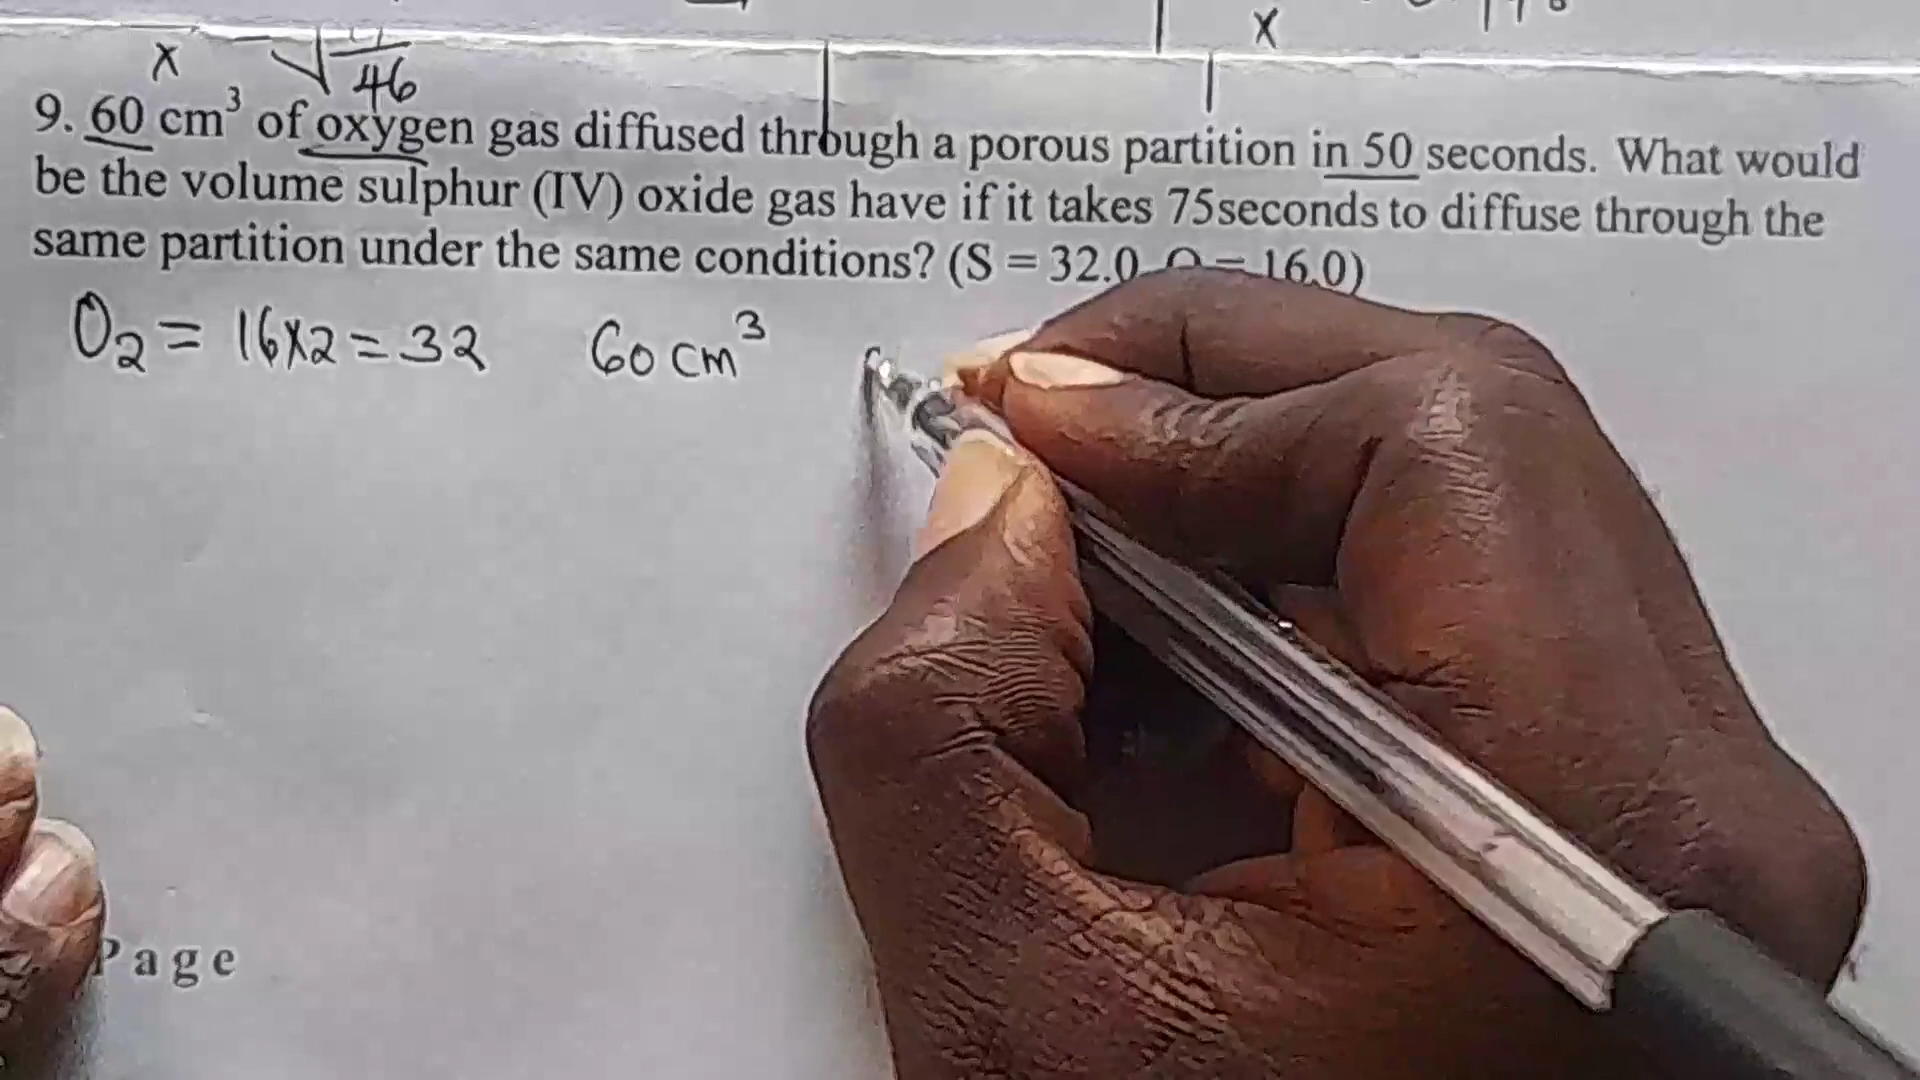 x
x √ 46
9. 60 cm³ of oxygen gas diffused through a porous partition in 50 seconds. What would
be the volume sulphur (IV) oxide gas have if it takes 75seconds to diffuse through the
same partition under the same conditions? (S = 32.0 O = 16.0)
O₂ = 16x2 = 32 60 cm³
Page